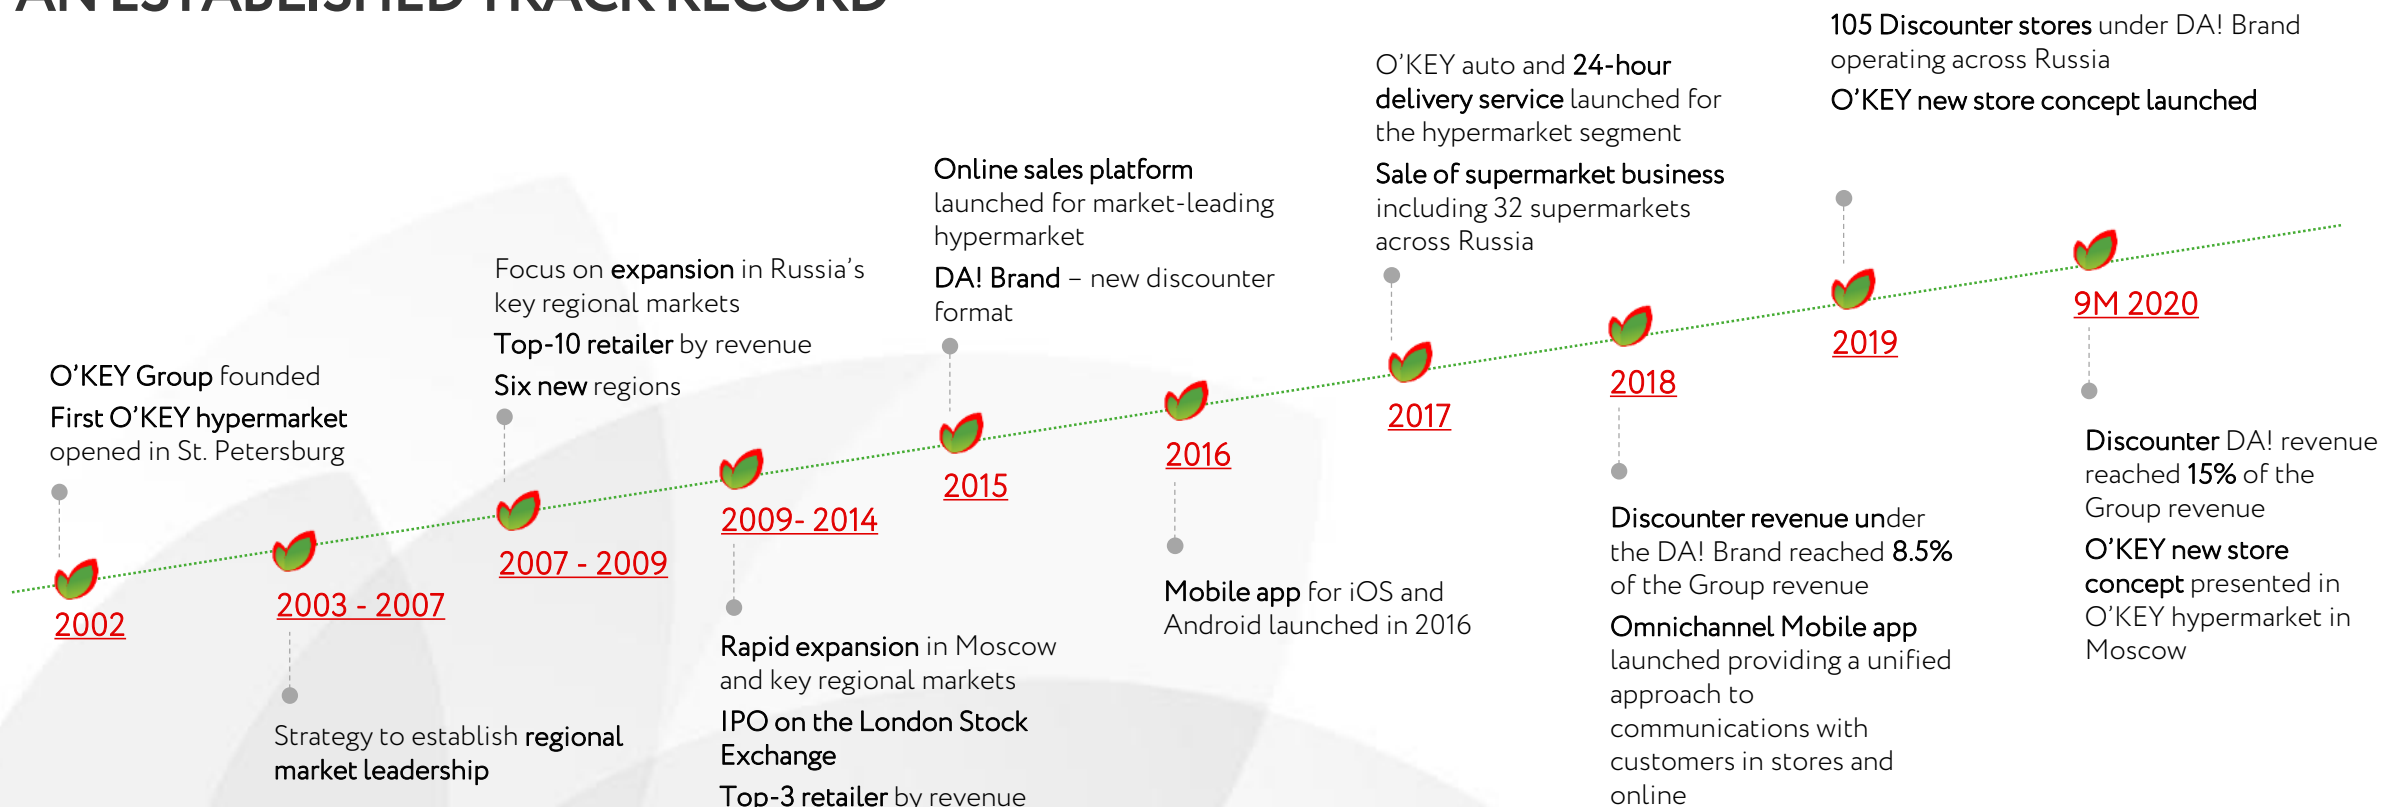 AN ESTABLISHED TRACK RECORD
O'KEY Group founded
First O'KEY hypermarket
opened in St. Petersburg
2002
2003 - 2007
Strategy to establish regional
market leadership
Focus on expansion in Russia's
key regional markets
Top-10 retailer by revenue
Six new regions
2007 - 2009
2009- 2014
Rapid expansion in Moscow
and key regional markets
IPO on the London Stock
Exchange
Top-3 retailer by revenue
Online sales platform
launched for market-leading
hypermarket
DA! Brand – new discounter
format
2015
2016
Mobile app for iOS and
Android launched in 2016
O'KEY auto and 24-hour
delivery service launched for
the hypermarket segment
Sale of supermarket business
including 32 supermarkets
across Russia
2017
2018
Discounter revenue under
the DA! Brand reached 8.5%
of the Group revenue
Omnichannel Mobile app
launched providing a unified
approach to
communications with
customers in stores and
online
105 Discounter stores under DA! Brand
operating across Russia
O'KEY new store concept launched
2019
9M 2020
Discounter DA! revenue
reached 15% of the
Group revenue
O'KEY new store
concept presented in
O'KEY hypermarket in
Moscow